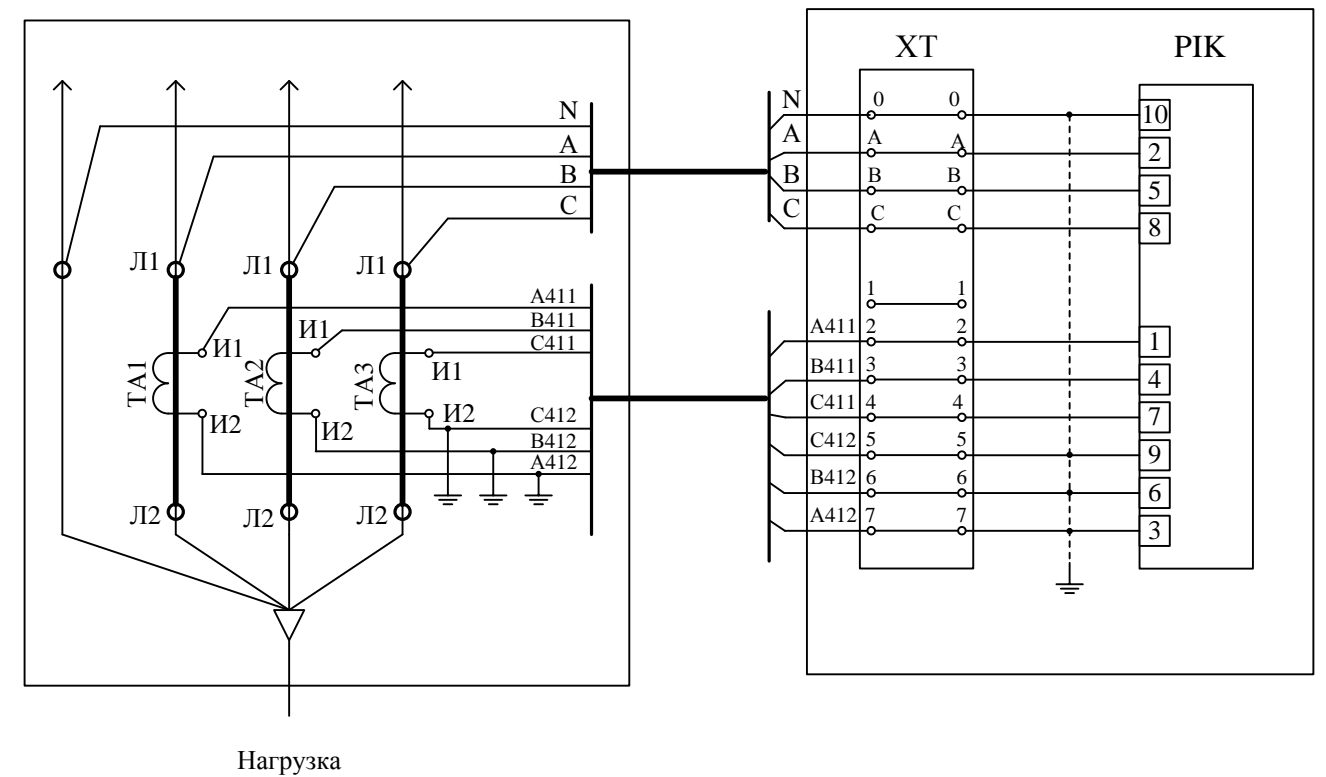 XT PIK
N N 0 0 10
A A A A 2
B B B B 5
C C C C 8
Л1 Л1 Л1
1 1
A411 A411 2 2 1
B411 B411 3 3 4
C411 C411 4 4 7
И1 И1 И1
TA1 TA2 TA3
И2 И2 И2
C412 C412 5 5 9
B412 B412 6 6 6
A412 A412 7 7 3
Л2 Л2 Л2
Нагрузка